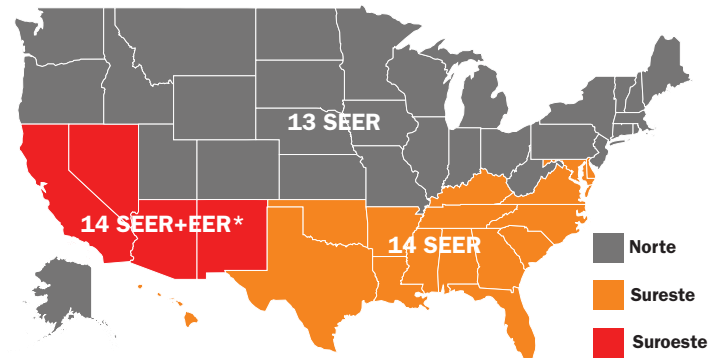 13 SEER
14 SEER+EER*
14 SEER
Norte
Sureste
Suroeste